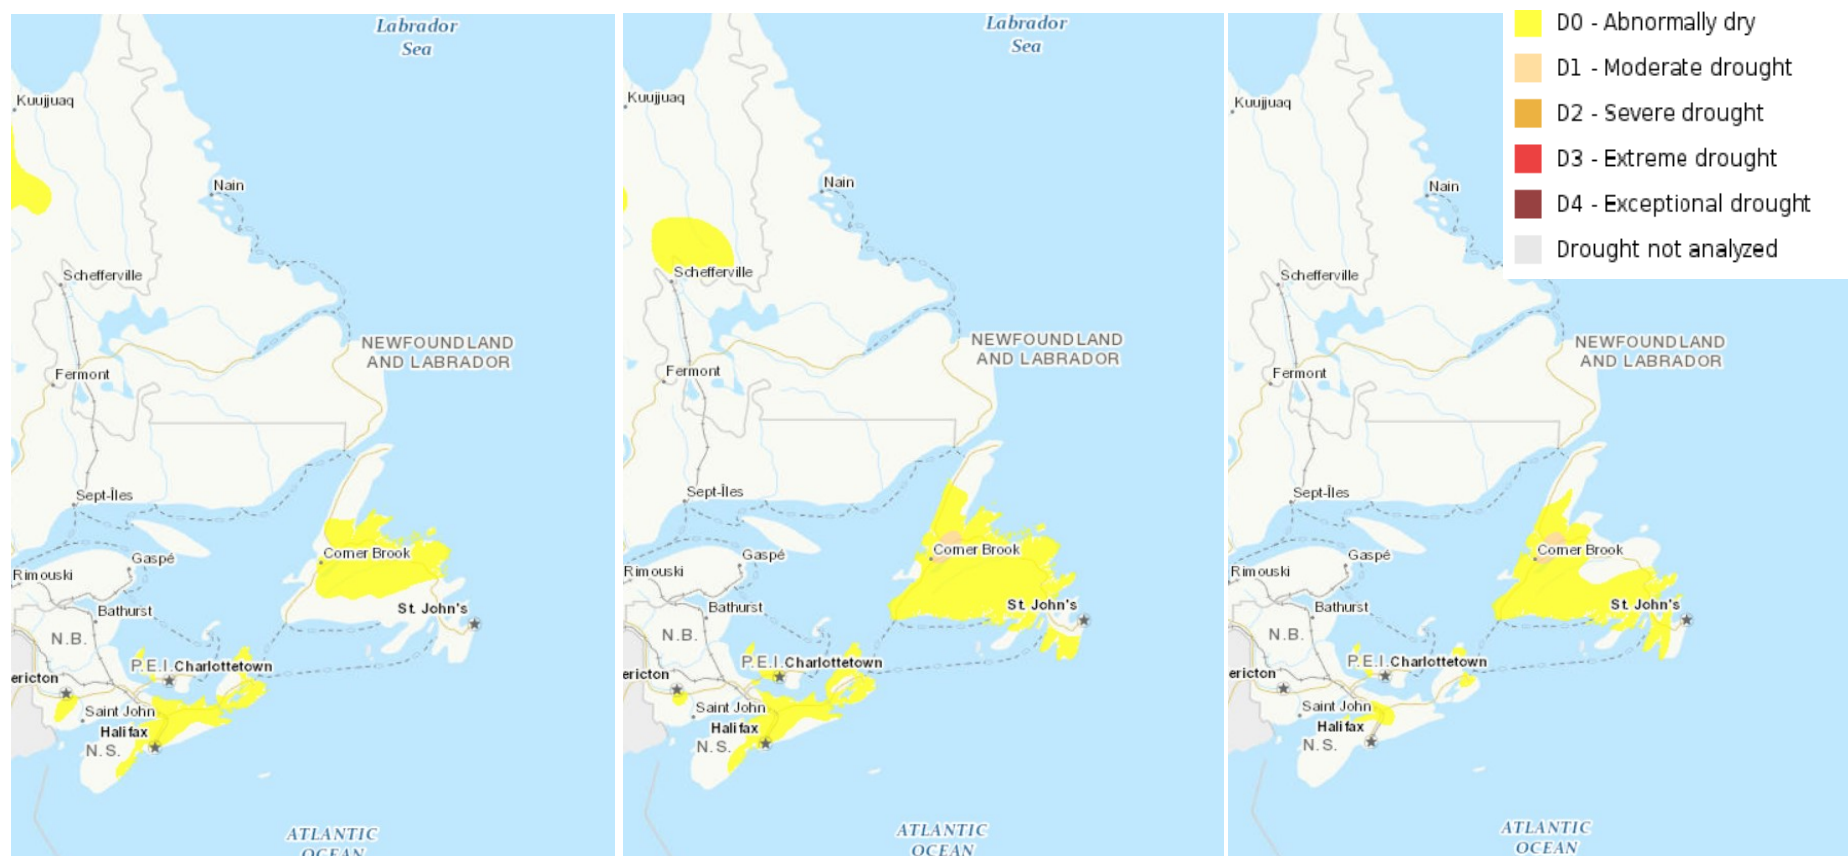 Labrador
Sea
Kuujjuaq
Nain
Schefferville
NEWFOUNDLAND
AND LABRADOR
Fermont
Sept-Îles
Corner Brook
Gaspé
Rimouski
St. John's
Bathurst
N.B.
P.E.I. Charlottetown
ericton
Saint John
Halifax
N.S.
ATLANTIC
OCEAN
Labrador
Sea
Kuujjuaq
Nain
Schefferville
NEWFOUNDLAND
AND LABRADOR
Fermont
Sept-Îles
Corner Brook
Gaspé
Rimouski
St. John's
Bathurst
N.B.
P.E.I. Charlottetown
ericton
Saint John
Halifax
N.S.
ATLANTIC
OCEAN
D0 - Abnormally dry
D1 - Moderate drought
D2 - Severe drought
D3 - Extreme drought
D4 - Exceptional drought
Drought not analyzed
Kuujjuaq
Nain
Schefferville
NEWFOUNDLAND
AND LABRADOR
Fermont
Sept-Îles
Corner Brook
Gaspé
Rimouski
St. John's
Bathurst
N.B.
P.E.I. Charlottetown
ericton
Saint John
Halifax
N.S.
ATLANTIC
OCEAN